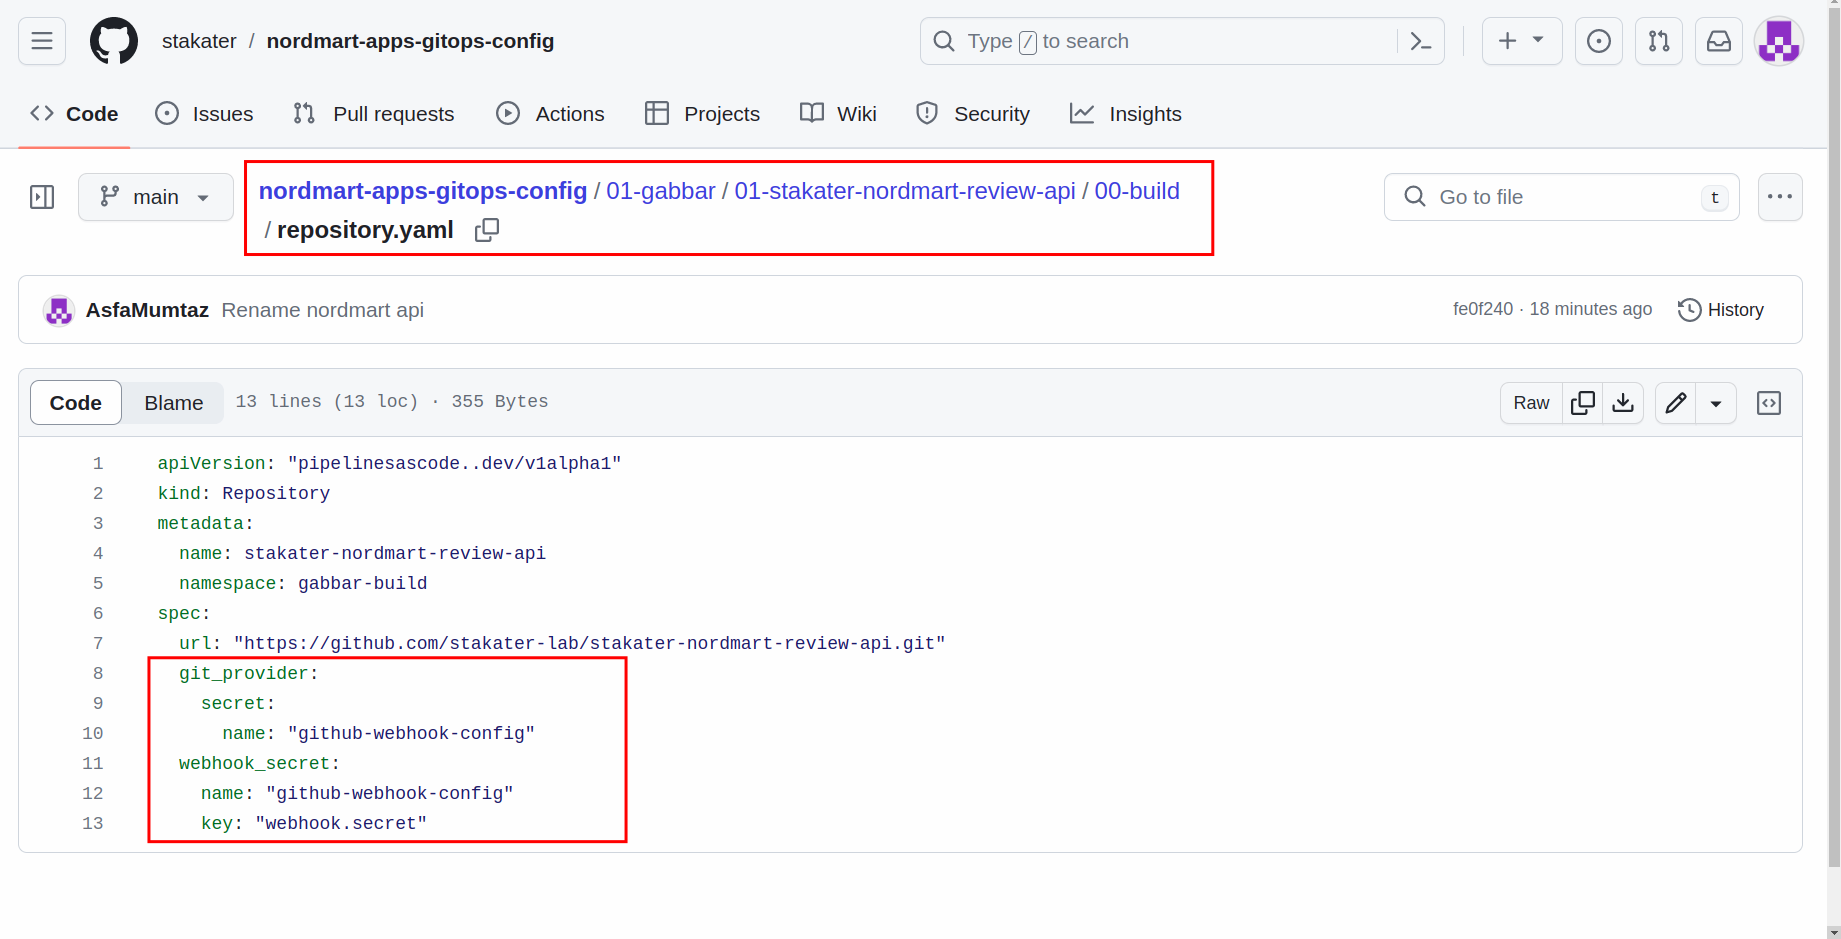 stakater / nordmart-apps-gitops-config
Type / to search
Code Issues Pull requests Actions Projects Wiki Security Insights
main
nordmart-apps-gitops-config / 01-gabbar / 01-stakater-nordmart-review-api / 00-build
/ repository.yaml
Go to file t
AsfaMumtaz Rename nordmart api
fe0f240 · 18 minutes ago History
Code Blame 13 lines (13 loc) · 355 Bytes
Raw
1 apiVersion: "pipelinesascode..dev/v1alpha1"
2 kind: Repository
3 metadata:
4   name: stakater-nordmart-review-api
5   namespace: gabbar-build
6 spec:
7   url: "https://github.com/stakater-lab/stakater-nordmart-review-api.git"
8   git_provider:
9     secret:
10       name: "github-webhook-config"
11   webhook_secret:
12     name: "github-webhook-config"
13     key: "webhook.secret"